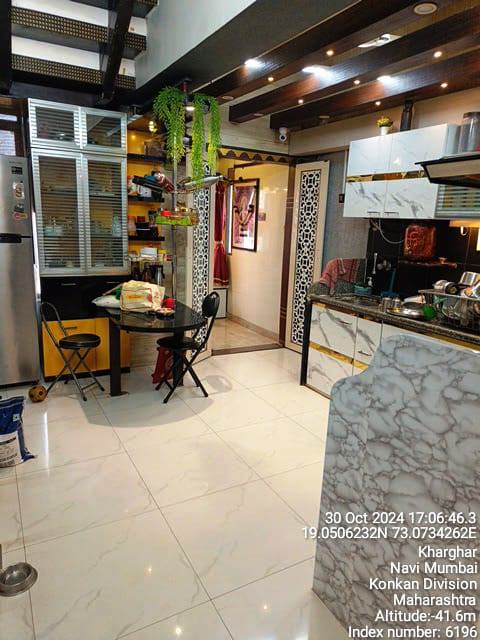 30 Oct 2024 17:06:46.3
19.0506232N 73.0734262E
Kharghar
Navi Mumbai
Konkan Division
Maharashtra
Altitude:-41.6m
Index number: 6196